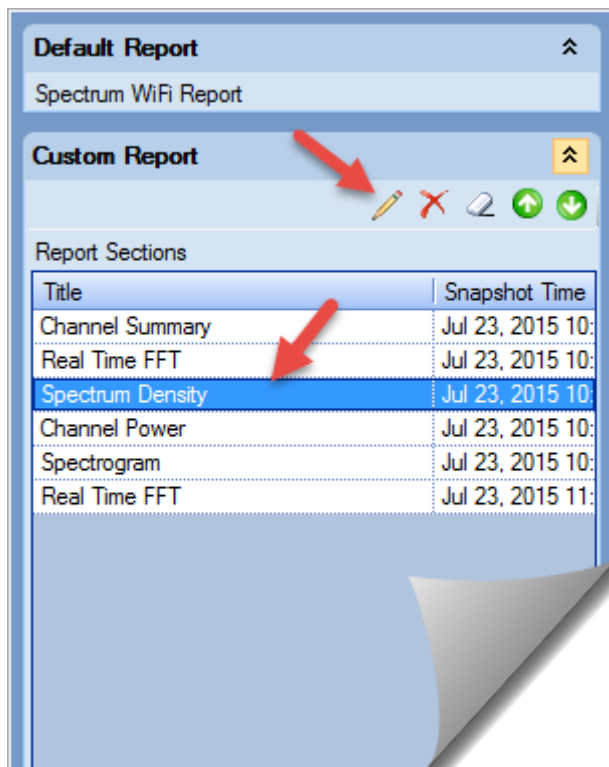 Default Report
Spectrum WiFi Report
Custom Report
Report Sections
Title Snapshot Time
Channel Summary Jul 23, 2015 10:
Real Time FFT Jul 23, 2015 10:
Spectrum Density Jul 23, 2015 10:
Channel Power Jul 23, 2015 10:
Spectrogram Jul 23, 2015 10:
Real Time FFT Jul 23, 2015 11: